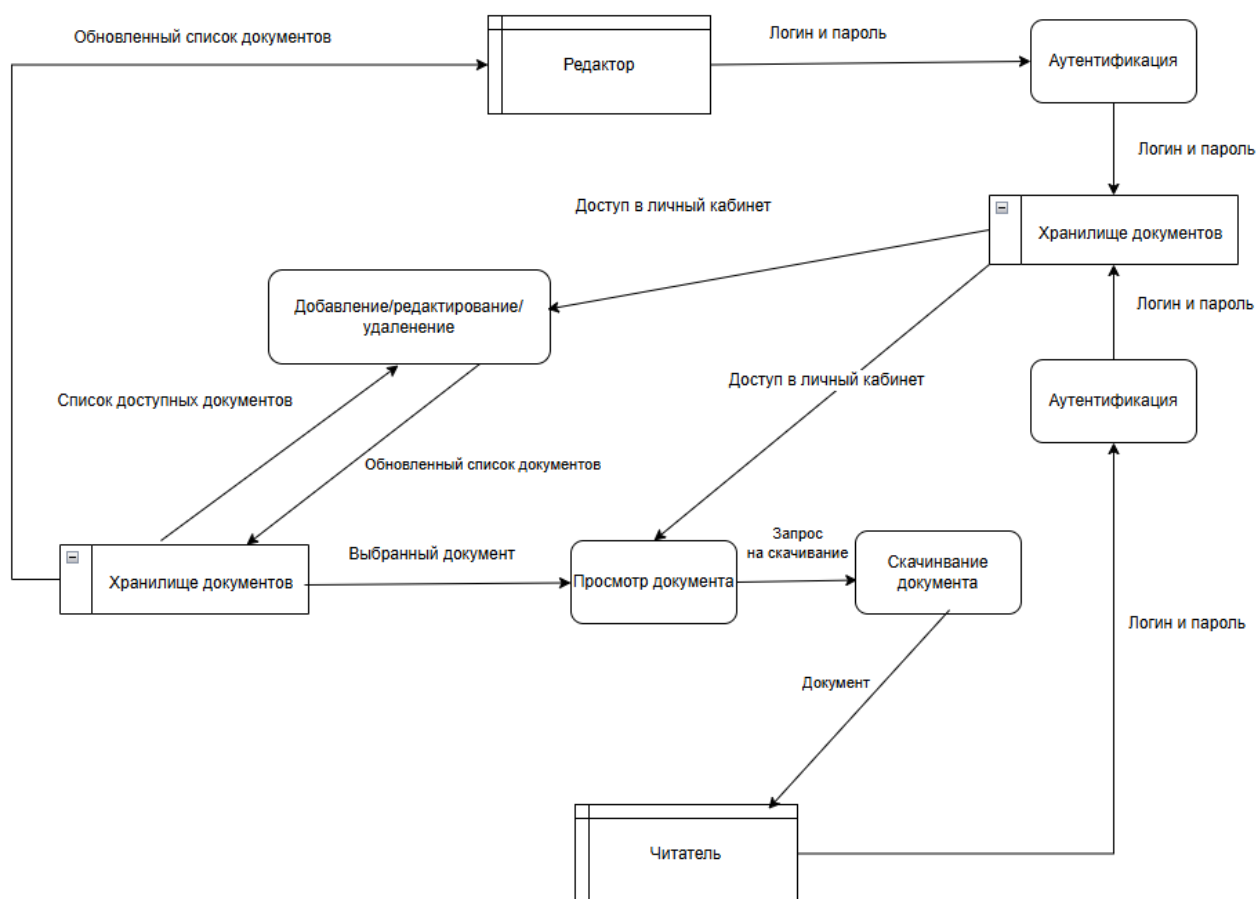 Обновленный список документов
Редактор
Логин и пароль
Аутентификация
Логин и пароль
Доступ в личный кабинет
Хранилище документов
Добавление/редактирование/
удаленение
Логин и пароль
Доступ в личный кабинет
Аутентификация
Список доступных документов
Обновленный список документов
Запрос
на скачивание
Выбранный документ
Хранилище документов
Просмотр документа
Скачинвание
документа
Логин и пароль
Документ
Читатель